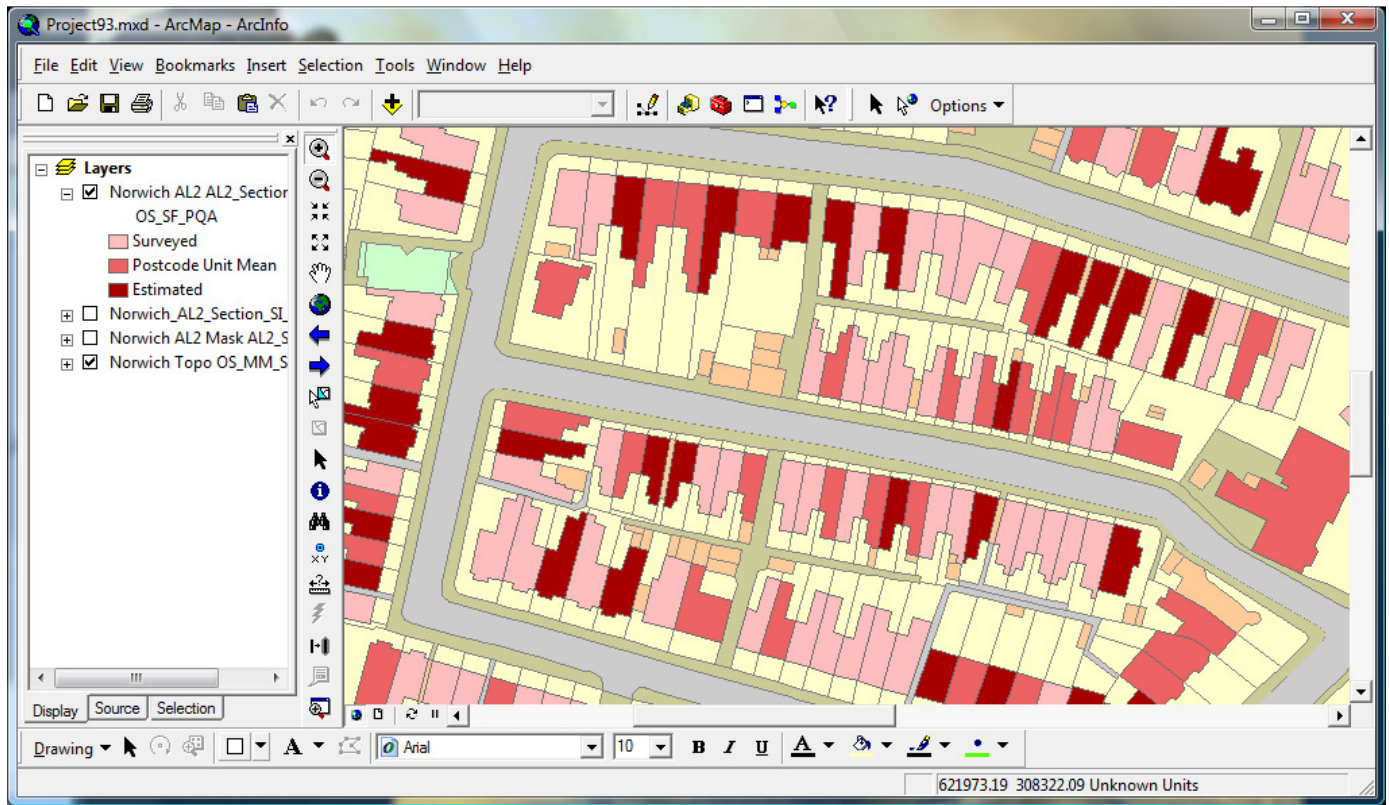 Project93.mxd - ArcMap - ArcInfo
File Edit View Bookmarks Insert Selection Tools Window Help
Options
Layers
Norwich AL2 AL2_Section
OS_SF_PQA
Surveyed
Postcode Unit Mean
Estimated
Norwich_AL2_Section_SI_
Norwich AL2 Mask AL2_S
Norwich Topo OS_MM_S
XY
Display Source Selection
Drawing A Arial 10 B I U A
621973.19 308322.09 Unknown Units